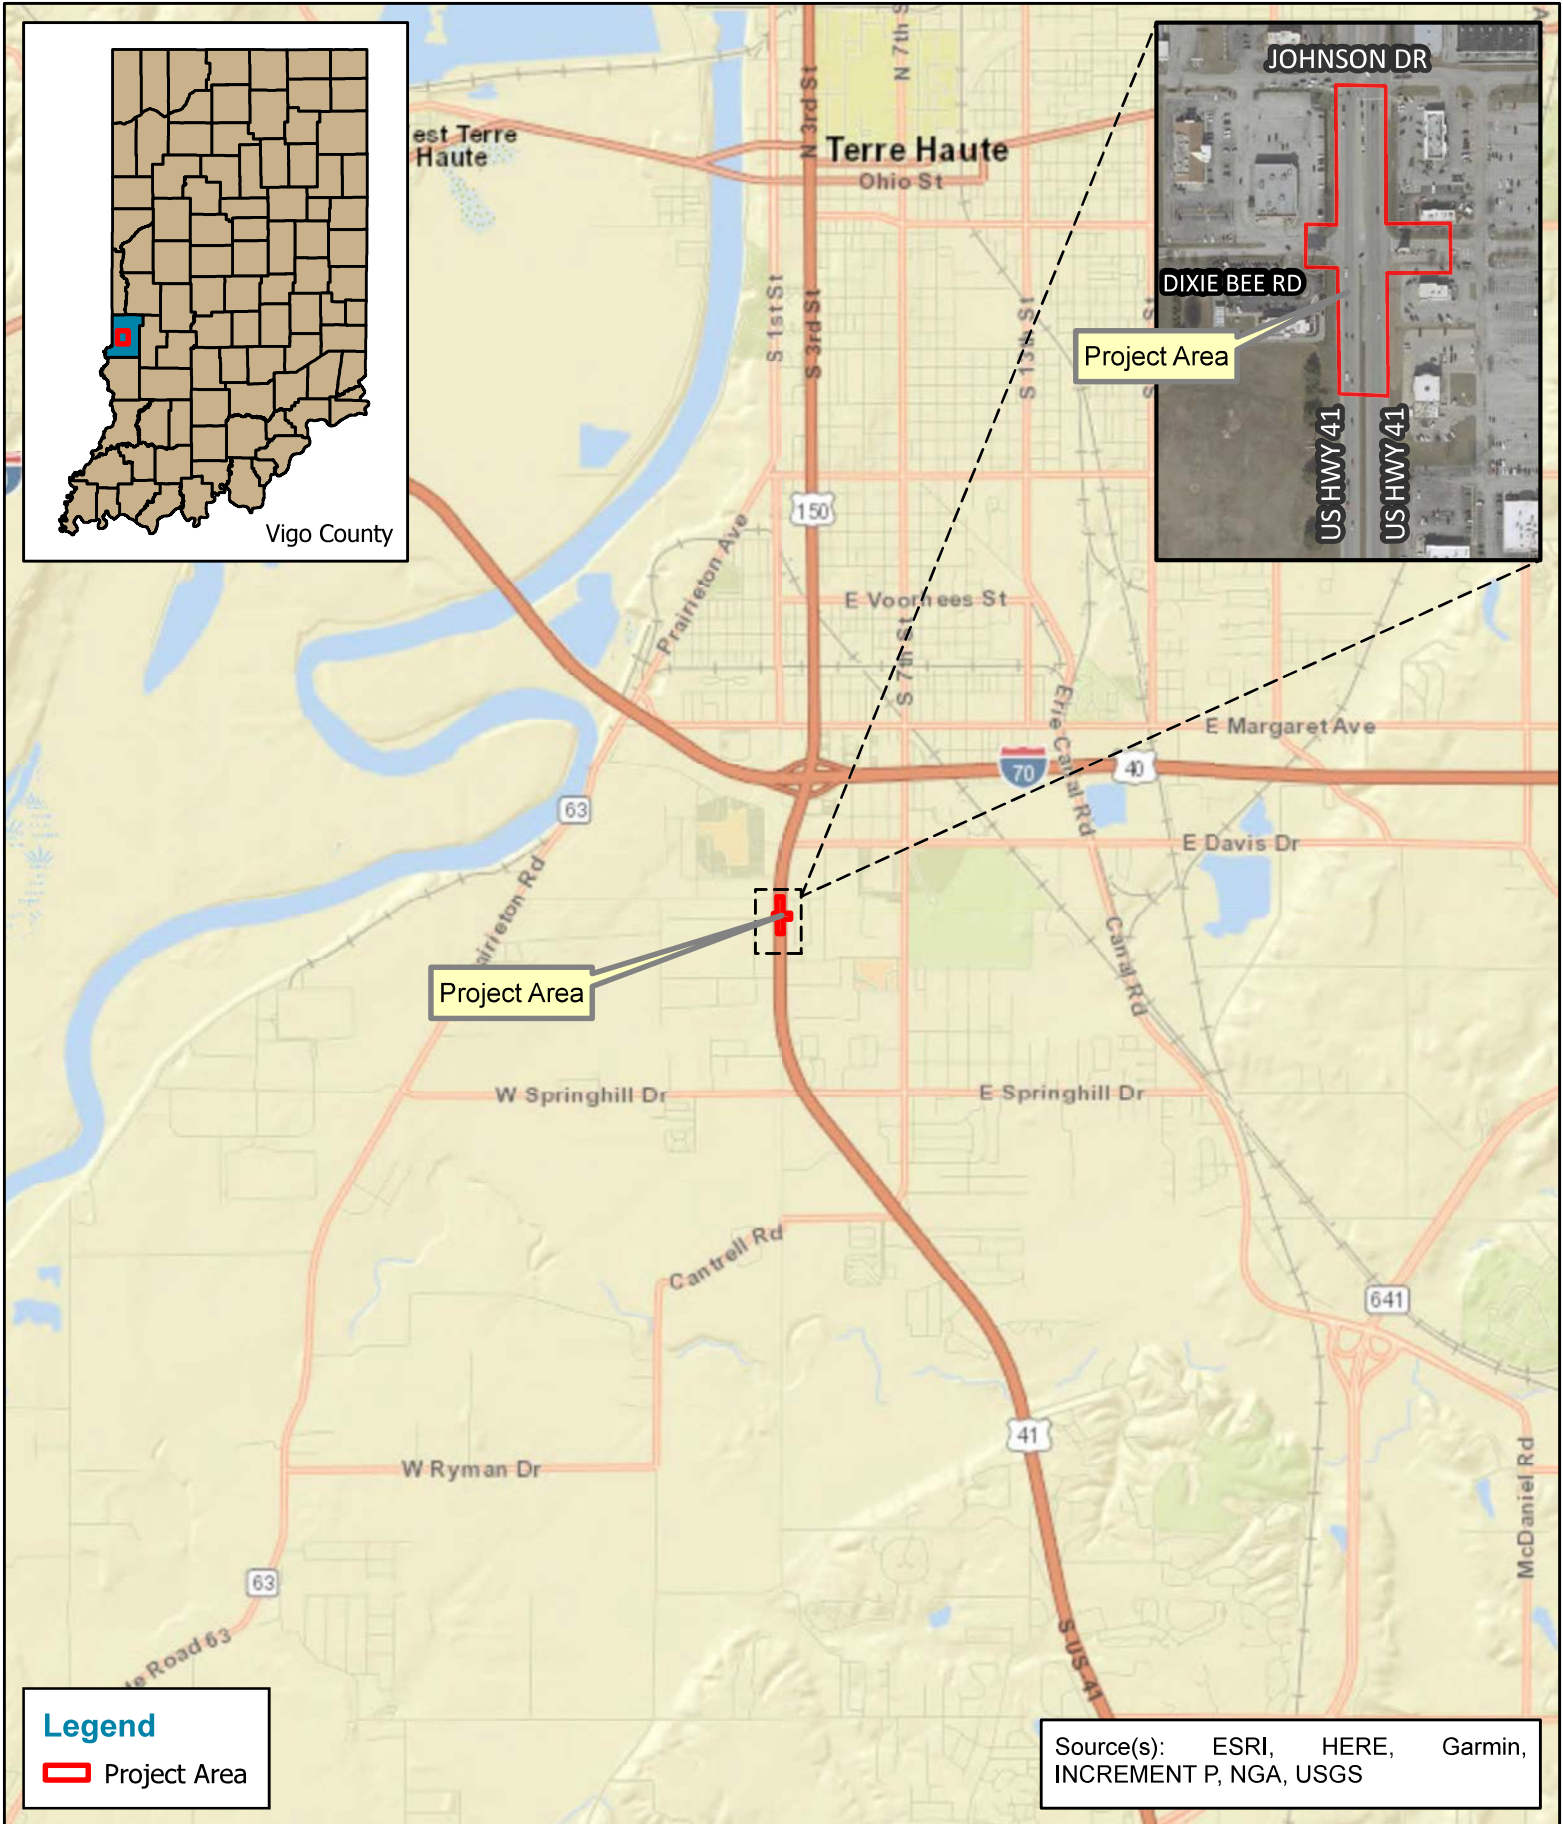 Vigo County
est Terre
Haute
Terre Haute
Ohio St
N 3rd St
N 7th S
S 1st St
S 3rd St
S 13th St
St
150
Prairieton Ave
E Voorhees St
S 7th St
Erie Canal Rd
E Margaret Ave
70
40
63
E Davis Dr
airieton Rd
Canal Rd
Project Area
W Springhill Dr
E Springhill Dr
Cantrell Rd
641
41
W Ryman Dr
McDaniel Rd
63
te Road 63
S US-41
JOHNSON DR
DIXIE BEE RD
Project Area
US HWY 41
US HWY 41
Legend
Project Area
Source(s): ESRI, HERE, Garmin,
INCREMENT P, NGA, USGS